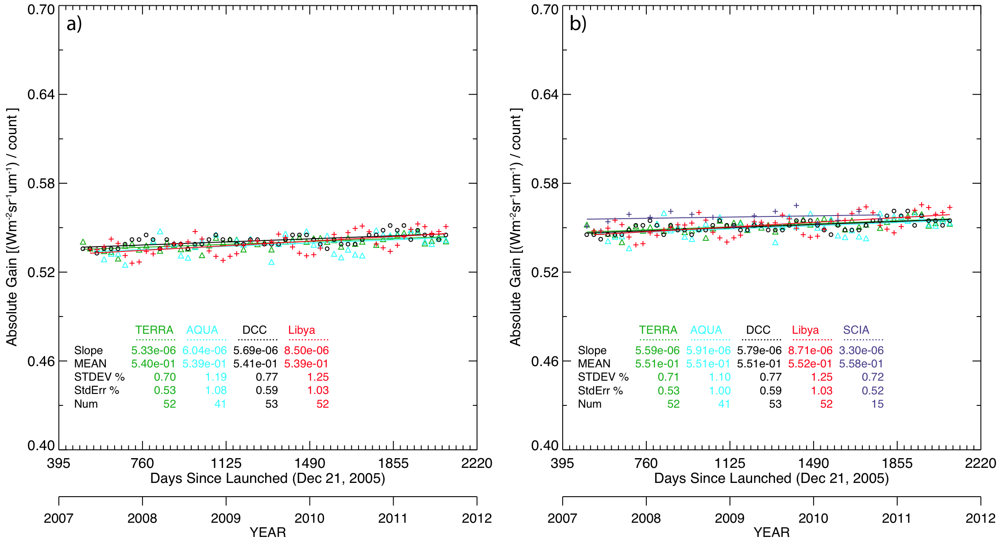 a)
0.70
0.64
0.58
0.52
0.46
0.40
Absolute Gain [(Wm-2sr-1um-1) / count ]
TERRA AQUA DCC Libya
Slope 5.33e-06 6.04e-06 5.69e-06 8.50e-06
MEAN 5.40e-01 5.39e-01 5.41e-01 5.39e-01
STDEV % 0.70 1.19 0.77 1.25
StdErr % 0.53 1.08 0.59 1.03
Num 52 41 53 52
395 760 1125 1490 1855 2220
Days Since Launched (Dec 21, 2005)
2007 2008 2009 2010 2011 2012
YEAR
b)
0.70
0.64
0.58
0.52
0.46
0.40
Absolute Gain [(Wm-2sr-1um-1) / count ]
TERRA AQUA DCC Libya SCIA
Slope 5.59e-06 5.91e-06 5.79e-06 8.71e-06 3.30e-06
MEAN 5.51e-01 5.51e-01 5.51e-01 5.52e-01 5.58e-01
STDEV % 0.71 1.10 0.77 1.25 0.72
StdErr % 0.53 1.00 0.59 1.03 0.52
Num 52 41 53 52 15
395 760 1125 1490 1855 2220
Days Since Launched (Dec 21, 2005)
2007 2008 2009 2010 2011 2012
YEAR